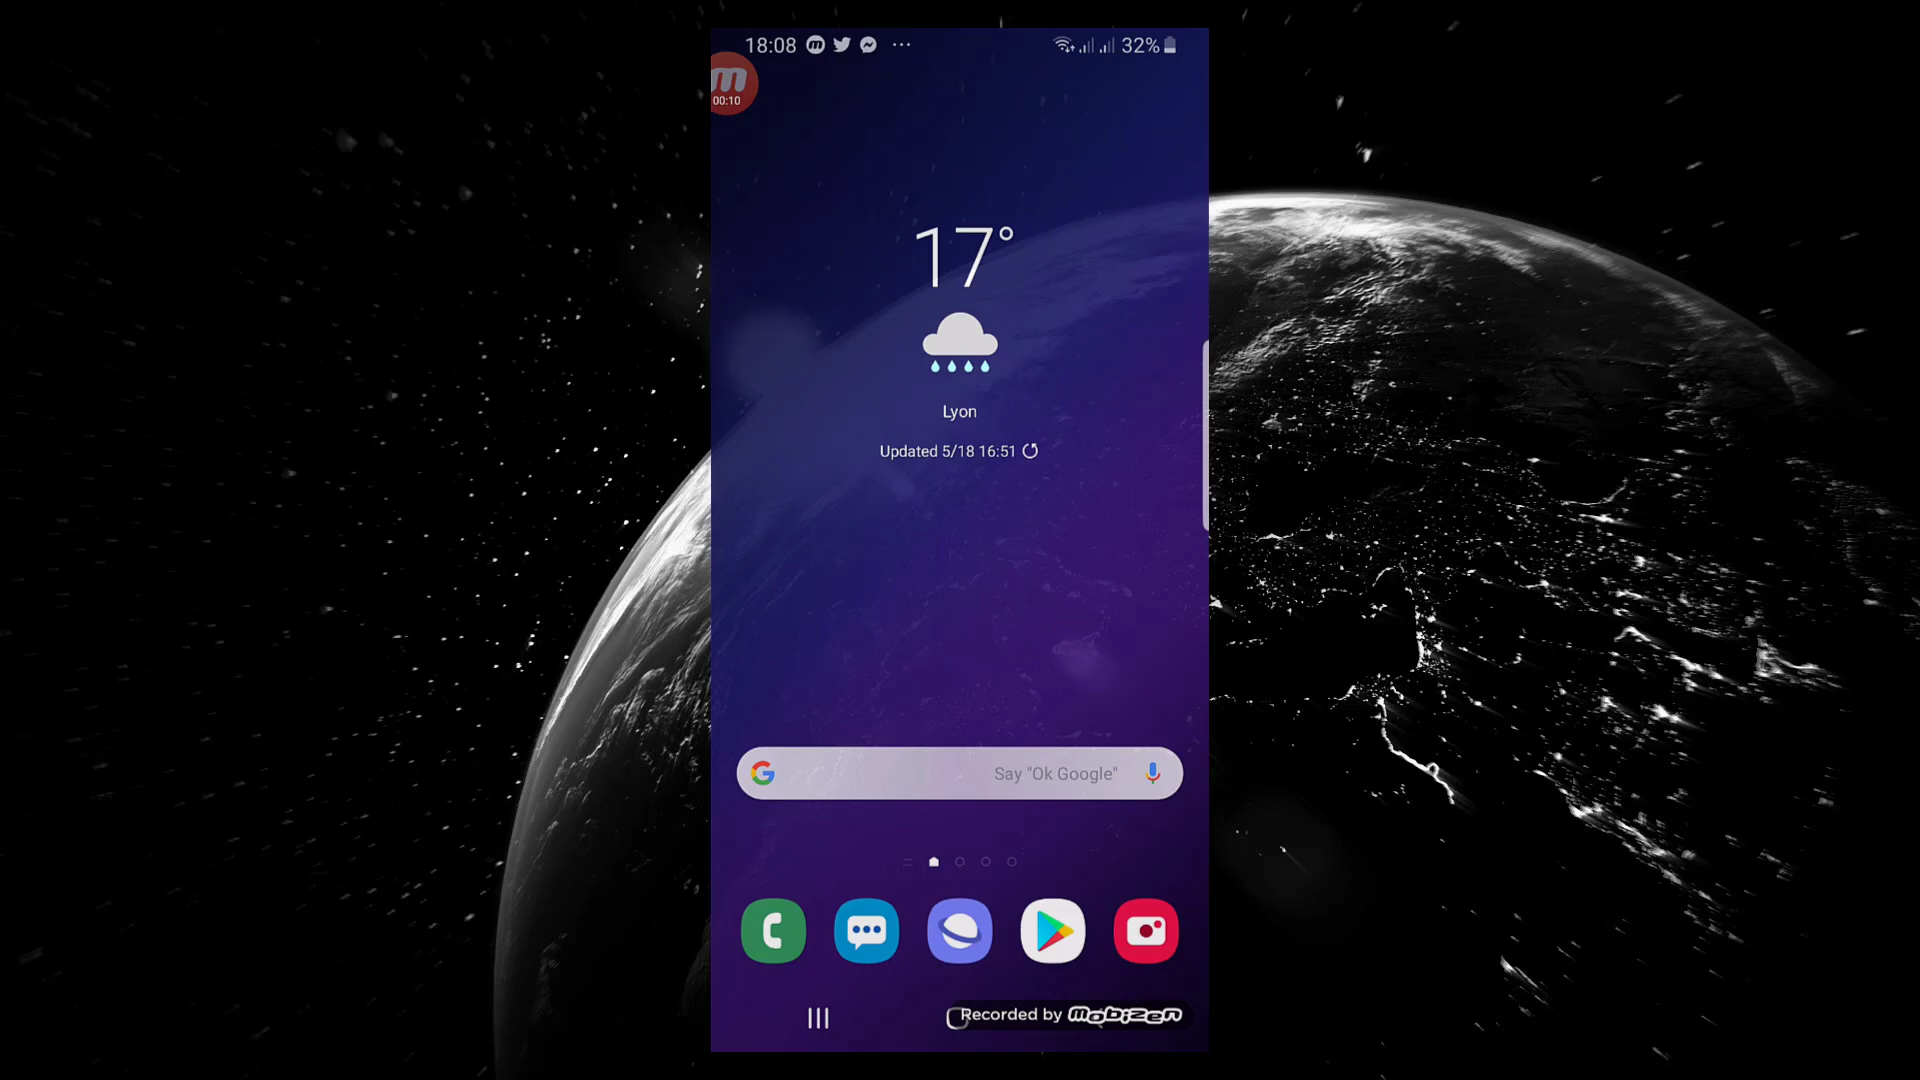 18:08
32%
m
00:10
17°
Lyon
Updated 5/18 16:51
Say "Ok Google"
Recorded by Mobizen